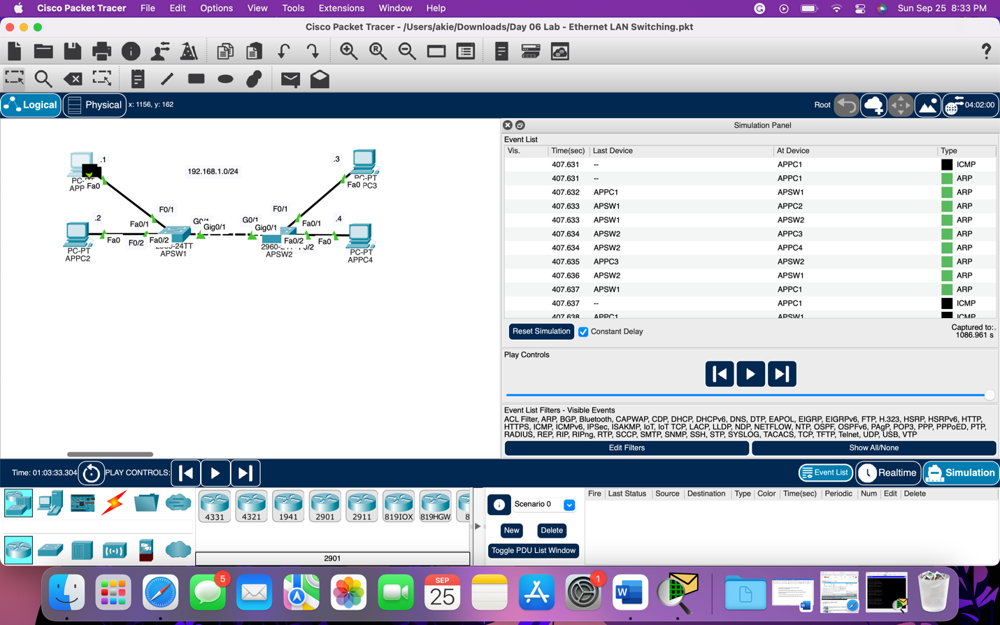 Cisco Packet Tracer File Edit Options View Tools Extensions Window Help Sun Sep 25 8:33 PM
Cisco Packet Tracer - /Users/akie/Downloads/Day 06 Lab - Ethernet LAN Switching.pkt
Logical Physical x: 1156, y: 162 Root 04:02:00
Simulation Panel
Event List
Vis. Time(sec) Last Device At Device Type
407.631 -- APPC1 ICMP
407.631 -- APPC1 ARP
407.632 APPC1 APSW1 ARP
407.633 APSW1 APPC2 ARP
407.633 APSW1 APSW2 ARP
407.634 APSW2 APPC3 ARP
407.634 APSW2 APPC4 ARP
407.635 APPC3 APSW2 ARP
407.636 APSW2 APSW1 ARP
407.637 APSW1 APPC1 ARP
407.637 -- APPC1 ICMP
407.638 APPC1 APSW1 ICMP
.1
192.168.1.0/24
.3
Fa0
Fa0
F0/1
F0/1
.2
Fa0/1
G0/1
Gig0/1
G0/1
Gig0/1
Fa0/1
.4
Fa0
F0/2
Fa0/2
Fa0/2
Fa0
PC-PT
APPC2
APSW1
APSW2
PC-PT
APPC4
Reset Simulation Constant Delay Captured to:
1086.961 s
Play Controls
Event List Filters - Visible Events
ACL Filter, ARP, BGP, Bluetooth, CAPWAP, CDP, DHCP, DHCPv6, DNS, DTP, EAPOL, EIGRP, EIGRPv6, FTP, H.323, HSRP, HSRPv6, HTTP,
HTTPS, ICMP, ICMPv6, IPSec, ISAKMP, IoT, IoT TCP, LACP, LLDP, NDP, NETFLOW, NTP, OSPF, OSPFv6, PAgP, POP3, PPP, PPPoED, PTP,
RADIUS, REP, RIP, RIPng, RTP, SCCP, SMTP, SNMP, SSH, STP, SYSLOG, TACACS, TCP, TFTP, Telnet, UDP, USB, VTP
Edit Filters Show All/None
Time: 01:03:33.304 PLAY CONTROLS: Event List Realtime Simulation
4331 4321 1941 2901 2911 819IOX 819HGW 8
2901
Scenario 0
New Delete
Toggle PDU List Window
Fire Last Status Source Destination Type Color Time(sec) Periodic Num Edit Delete
5
SEP
25
1
W